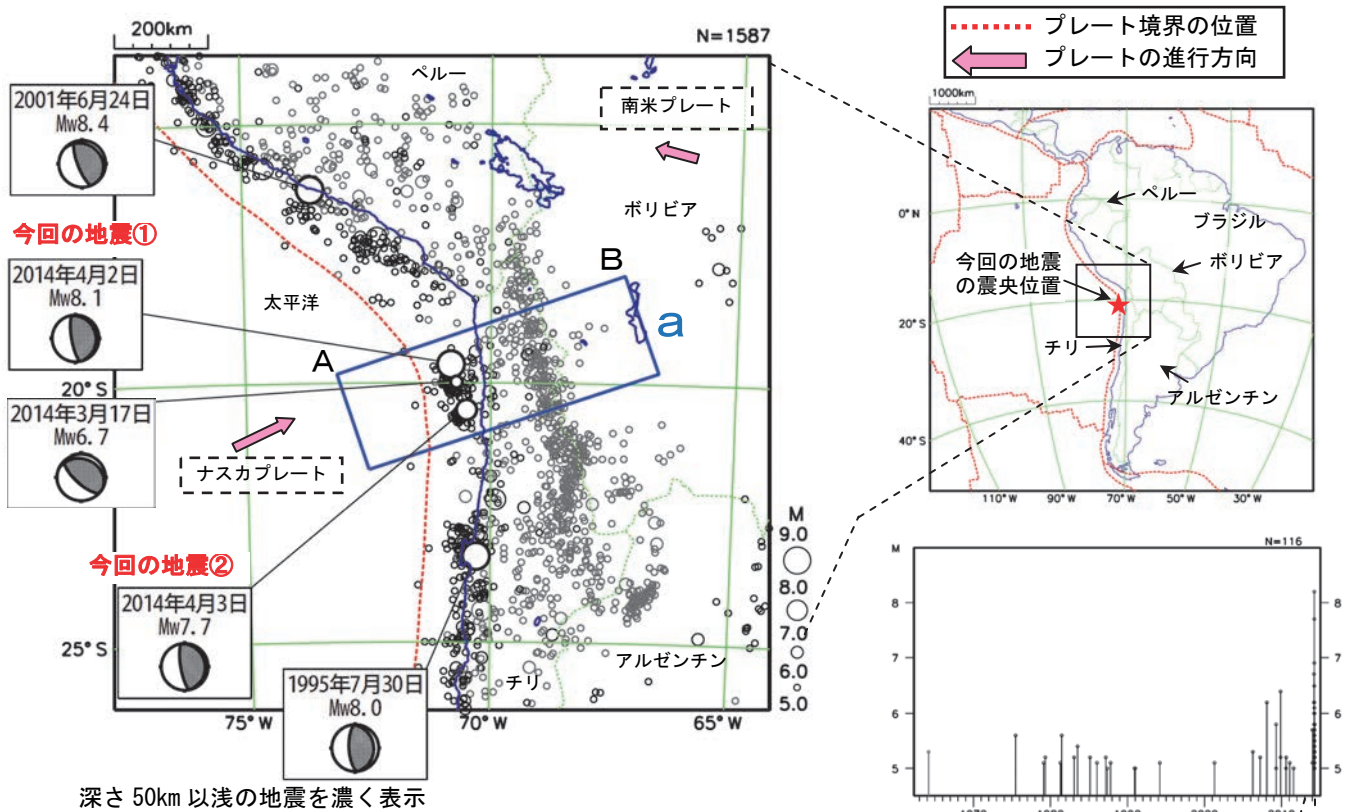 200km
N=1587
ペルー
南米プレート
ボリビア
太平洋
A
B
a
20°S
25°S
ナスカプレート
チリ
アルゼンチン
75°W
70°W
65°W
2001年6月24日
Mw8.4
今回の地震①
2014年4月2日
Mw8.1
2014年3月17日
Mw6.7
今回の地震②
2014年4月3日
Mw7.7
1995年7月30日
Mw8.0
深さ 50km 以浅の地震を濃く表示
M
9.0
8.0
7.0
6.0
5.0
プレート境界の位置
プレートの進行方向
1000km
0°N
20°S
40°S
ペルー
ブラジル
今回の地震
の震央位置
ボリビア
チリ
アルゼンチン
110°W
90°W
70°W
50°W
30°W
M
N=116
8
8
7
7
6
6
5
5